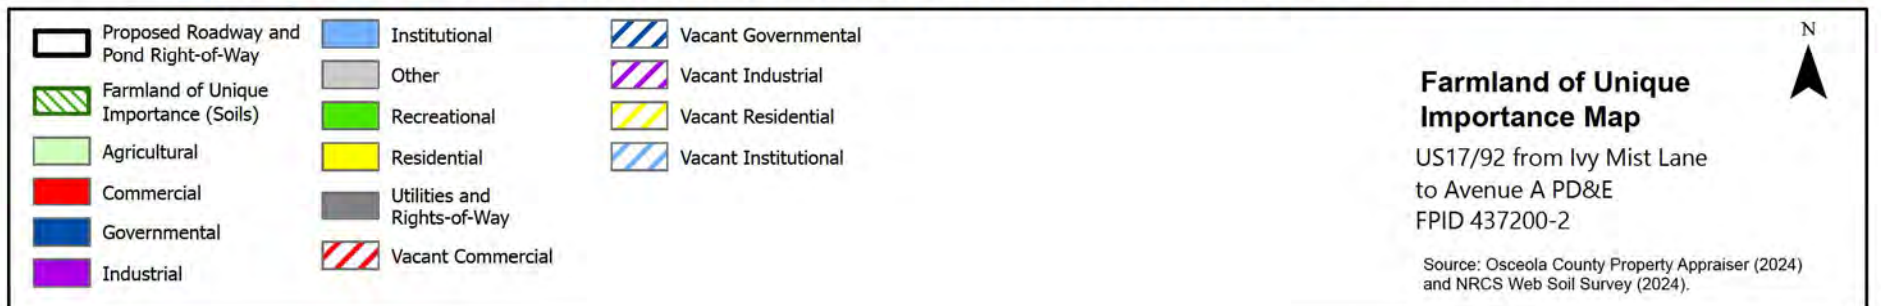 Proposed Roadway and
Pond Right-of-Way
Farmland of Unique
Importance (Soils)
Agricultural
Commercial
Governmental
Industrial
Institutional
Other
Recreational
Residential
Utilities and
Rights-of-Way
Vacant Commercial
Vacant Governmental
Vacant Industrial
Vacant Residential
Vacant Institutional
N
Farmland of Unique
Importance Map
US17/92 from Ivy Mist Lane
to Avenue A PD&E
FPID 437200-2
Source: Osceola County Property Appraiser (2024)
and NRCS Web Soil Survey (2024).